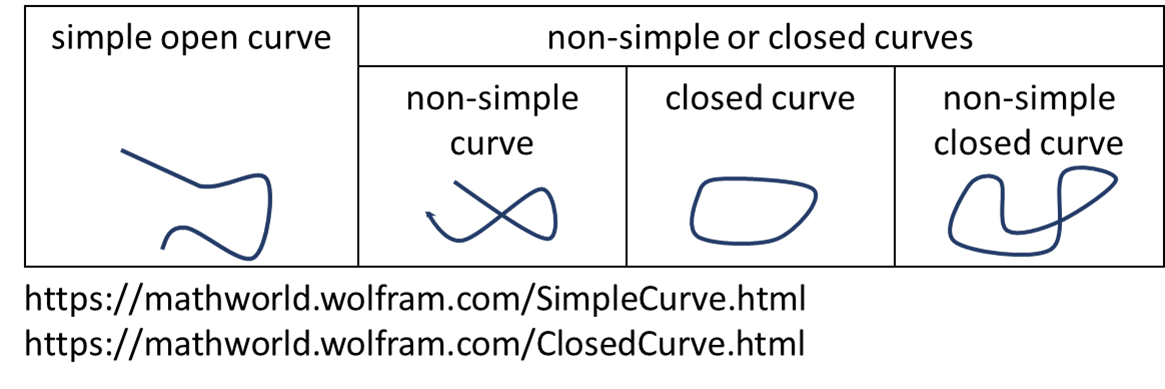 simple open curve
non-simple or closed curves
non-simple
curve
closed curve
non-simple
closed curve
https://mathworld.wolfram.com/SimpleCurve.html
https://mathworld.wolfram.com/ClosedCurve.html